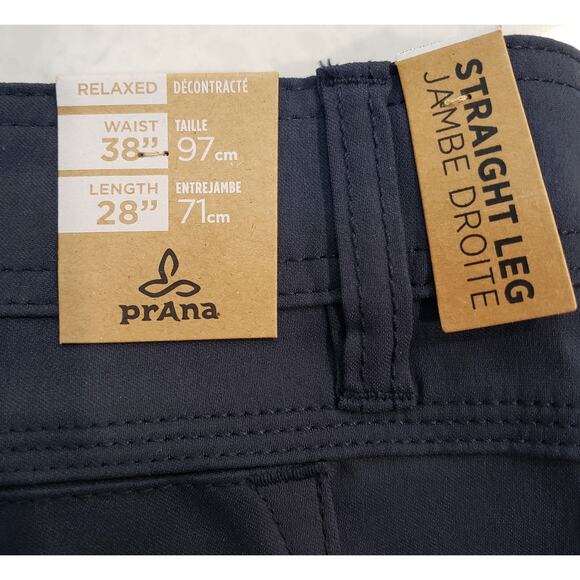 RELAXED DÉCONTRACTÉ
WAIST TAILLE
38” 97cm
LENGTH ENTREJAMBE
28” 71cm
prAna
STRAIGHT LEG
JAMBE DROITE